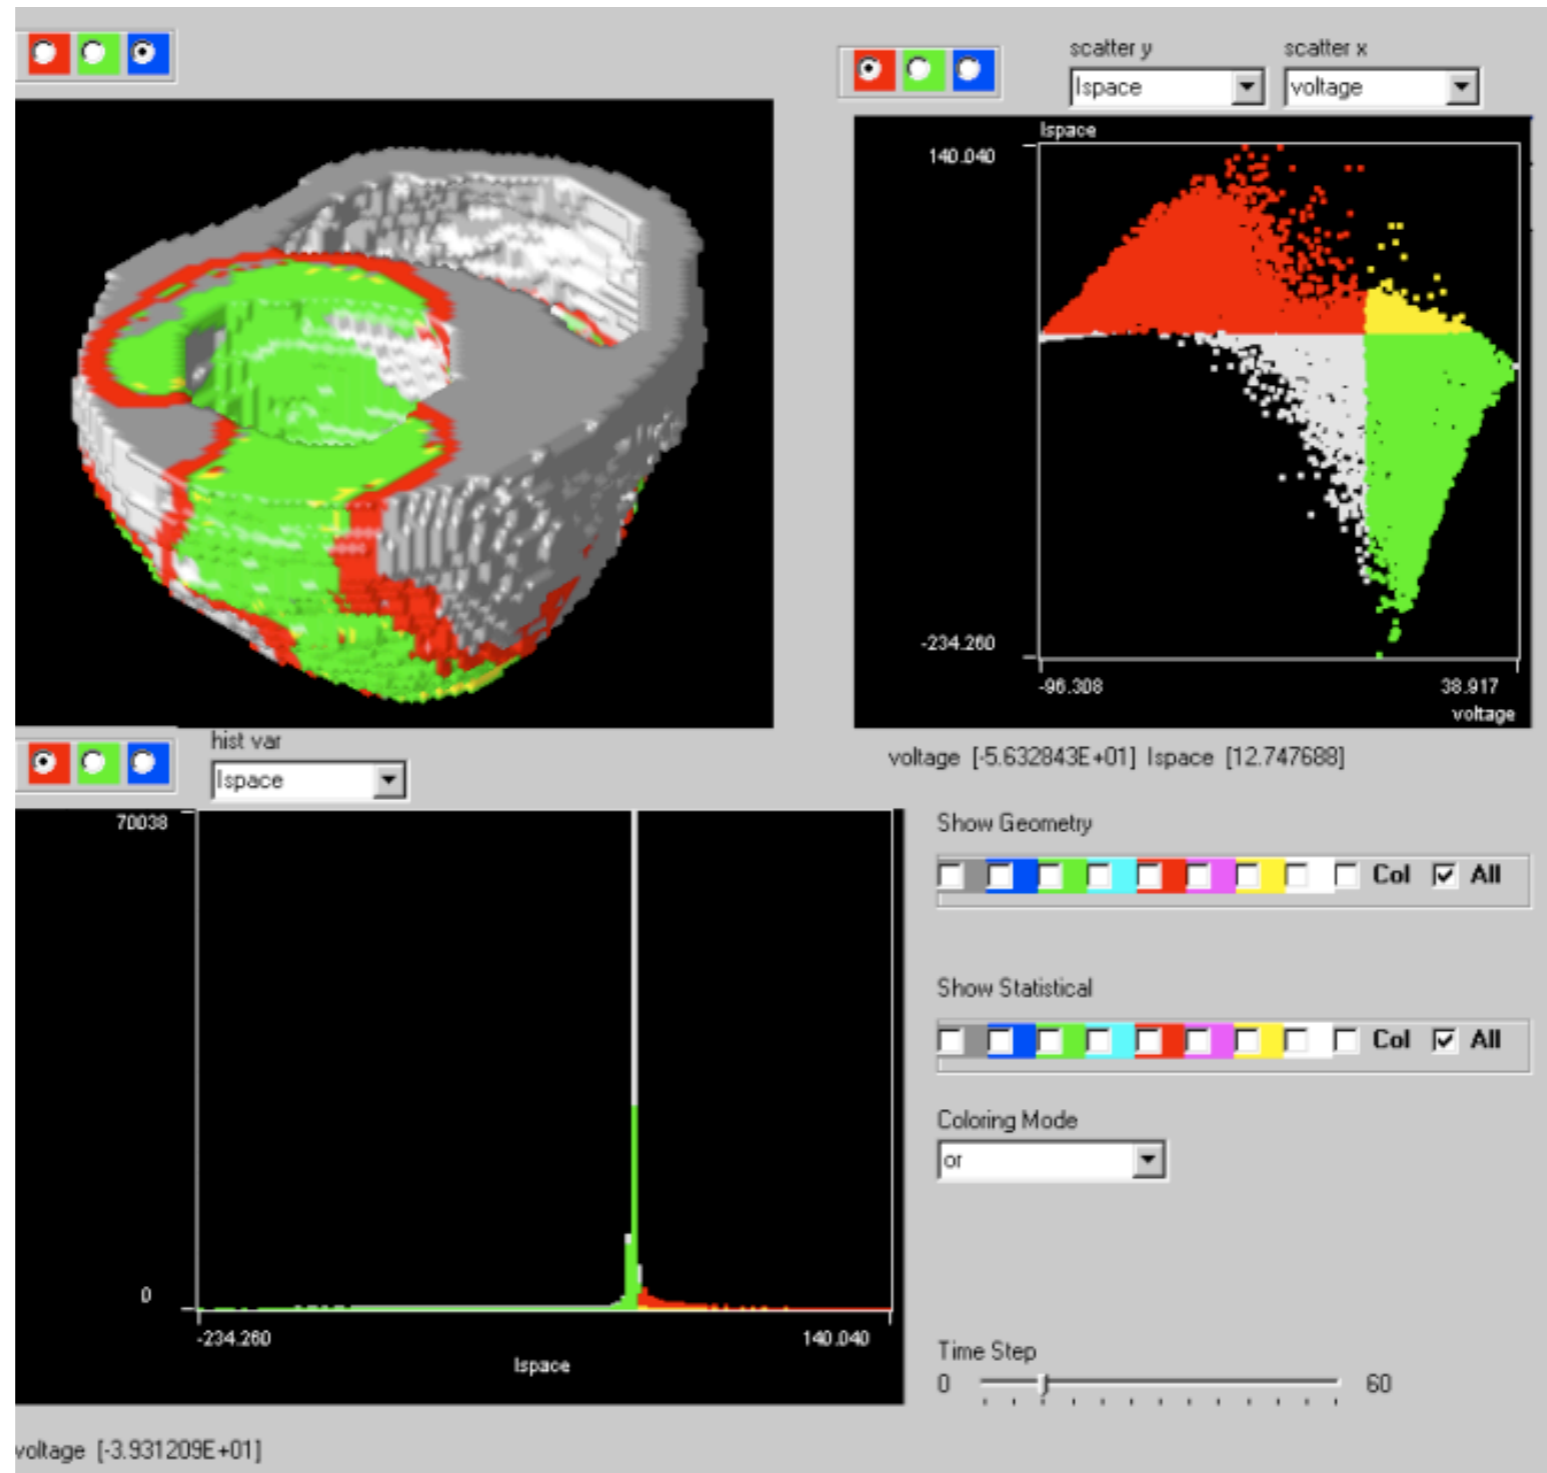 scatter y
scatter x
Ispace
voltage
Ispace
140.040
-234.260
-96.308
38.917
voltage
voltage [-5.632843E+01] Ispace [12.747688]
hist var
Ispace
70038
0
-234.260
140.040
Ispace
Show Geometry
Col
All
Show Statistical
Col
All
Coloring Mode
or
Time Step
0
60
voltage [-3.931209E+01]